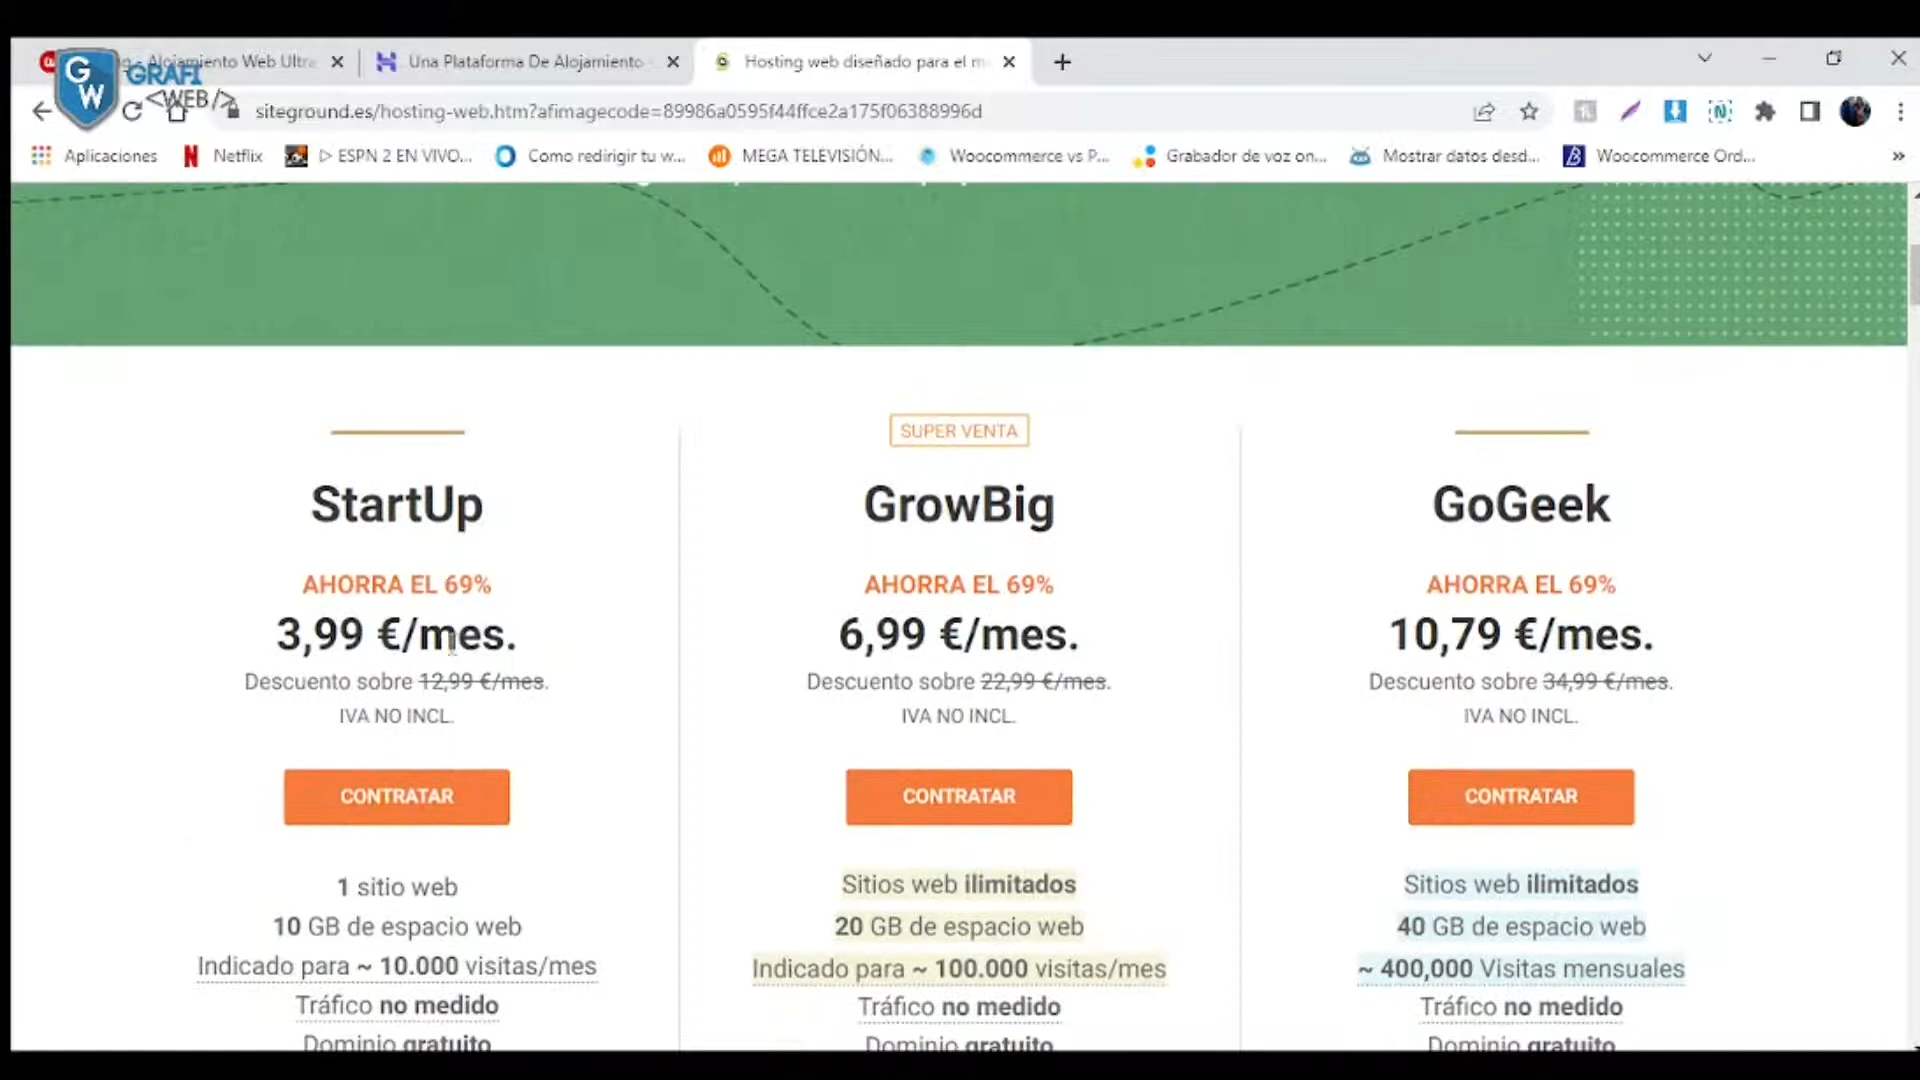 GW GRAFI
<WEB/>
Alojamiento Web Ultra
Una Plataforma De Alojamiento
Hosting web diseñado para el m
siteground.es/hosting-web.htm?afimagecode=89986a0595f44ffce2a175f06388996d
Aplicaciones
Netflix
▷ ESPN 2 EN VIVO...
Como redirigir tu w...
MEGA TELEVISIÓN...
Woocommerce vs P...
Grabador de voz on...
Mostrar datos desd...
Woocommerce Ord...
»
StartUp
AHORRA EL 69%
3,99 €/mes.
Descuento sobre 12,99 €/mes.
IVA NO INCL.
CONTRATAR
1 sitio web
10 GB de espacio web
Indicado para ~ 10.000 visitas/mes
Tráfico no medido
Dominio gratuito
SUPER VENTA
GrowBig
AHORRA EL 69%
6,99 €/mes.
Descuento sobre 22,99 €/mes.
IVA NO INCL.
CONTRATAR
Sitios web ilimitados
20 GB de espacio web
Indicado para ~ 100.000 visitas/mes
Tráfico no medido
Dominio gratuito
GoGeek
AHORRA EL 69%
10,79 €/mes.
Descuento sobre 34,99 €/mes.
IVA NO INCL.
CONTRATAR
Sitios web ilimitados
40 GB de espacio web
~ 400,000 Visitas mensuales
Tráfico no medido
Dominio gratuito